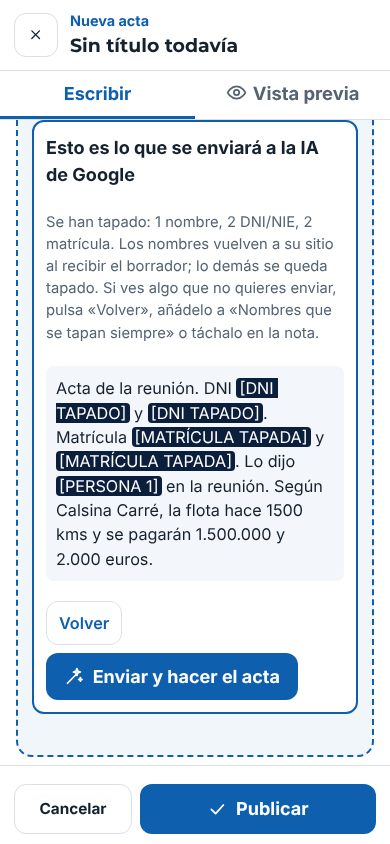 Nueva acta
Sin título todavía
Escribir
Vista previa
Esto es lo que se enviará a la IA
de Google
Se han tapado: 1 nombre, 2 DNI/NIE, 2
matrícula. Los nombres vuelven a su sitio
al recibir el borrador; lo demás se queda
tapado. Si ves algo que no quieres enviar,
pulsa «Volver», añádelo a «Nombres que
se tapan siempre» o táchalo en la nota.
Acta de la reunión. DNI [DNI
TAPADO] y [DNI TAPADO].
Matrícula [MATRÍCULA TAPADA] y
[MATRÍCULA TAPADA]. Lo dijo
[PERSONA 1] en la reunión. Según
Calsina Carré, la flota hace 1500
kms y se pagarán 1.500.000 y
2.000 euros.
Volver
Enviar y hacer el acta
Cancelar
Publicar